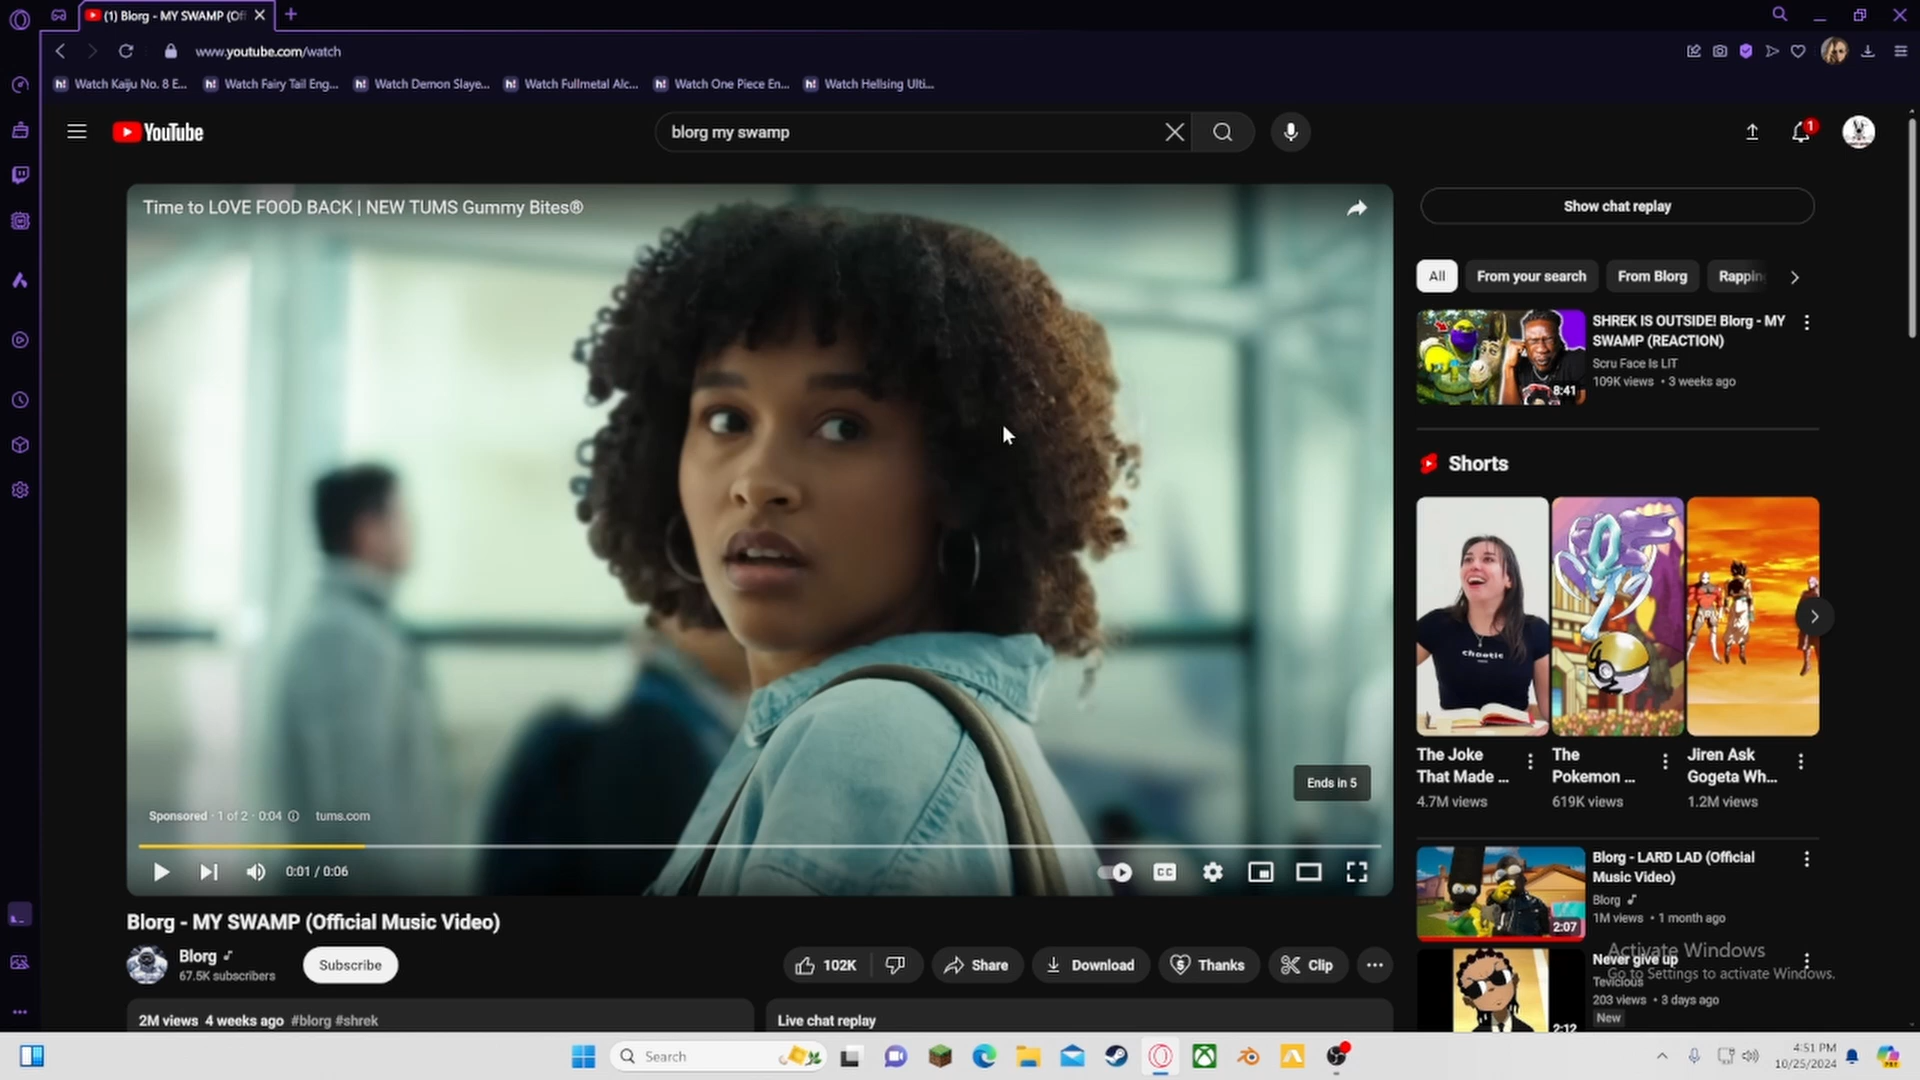 (1) Blorg - MY SWAMP (Of
www.youtube.com/watch
Watch Kaiju No. 8 E...
Watch Fairy Tail Eng...
Watch Demon Slaye...
Watch Fullmetal Alc...
Watch One Piece En...
Watch Hellsing Ulti...
YouTube
blorg my swamp
1
Time to LOVE FOOD BACK | NEW TUMS Gummy Bites®
Ends in 5
Sponsored · 1 of 2 · 0:04
tums.com
0:01 / 0:06
CC
Blorg - MY SWAMP (Official Music Video)
Blorg
67.5K subscribers
Subscribe
102K
Share
Download
Thanks
Clip
2M views 4 weeks ago #blorg #shrek
Live chat replay
Show chat replay
All
From your search
From Blorg
Rappin
SHREK IS OUTSIDE! Blorg - MY
SWAMP (REACTION)
Scru Face Is LIT
109K views • 3 weeks ago
8:41
Shorts
chaotic
The Joke
That Made ...
4.7M views
The
Pokemon ...
619K views
Jiren Ask
Gogeta Wh...
1.2M views
Blorg - LARD LAD (Official
Music Video)
Blorg
1M views • 1 month ago
2:07
Never give up
Tevicious
203 views • 3 days ago
New
2:12
Activate Windows
Go to Settings to activate Windows.
Search
4:51 PM
10/25/2024